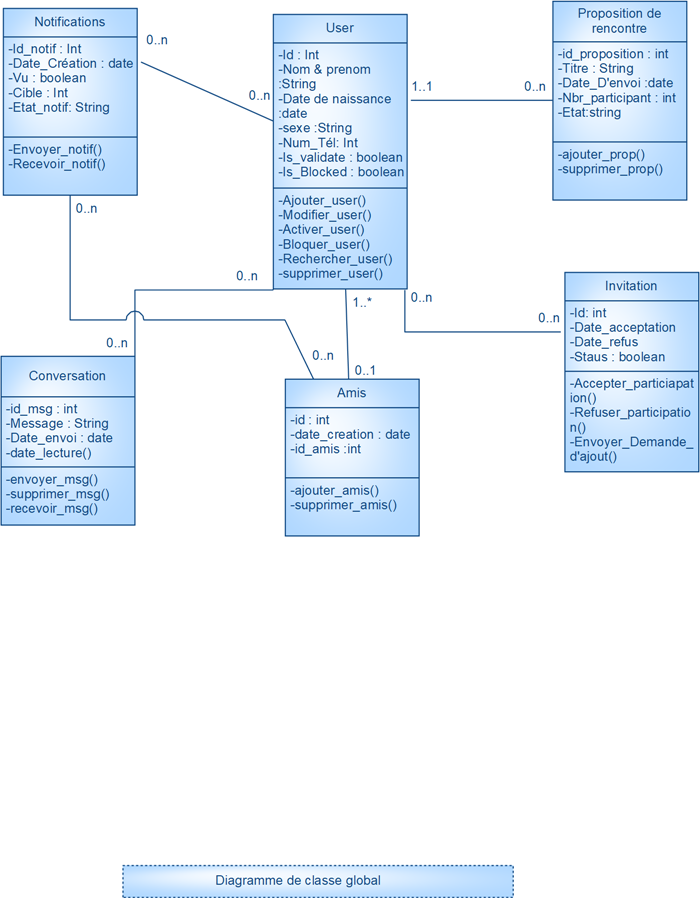 Notifications
-Id_notif : Int
-Date_Création : date
-Vu : boolean
-Cible : Int
-Etat_notif: String
-Envoyer_notif()
-Recevoir_notif()
0..n
0..n
0..n
User
-Id : Int
-Nom & prenom
:String
-Date de naissance
:date
-sexe :String
-Num_Tél: Int
-Is_validate : boolean
-Is_Blocked : boolean
-Ajouter_user()
-Modifier_user()
-Activer_user()
-Bloquer_user()
-Rechercher_user()
-supprimer_user()
1..1
0..n
Proposition de
rencontre
-id_proposition : int
-Titre : String
-Date_D'envoi :date
-Nbr_participant : int
-Etat:string
-ajouter_prop()
-supprimer_prop()
0..n
0..n
1..*
0..1
0..n
0..n
0..n
Invitation
-Id: int
-Date_acceptation
-Date_refus
-Staus : boolean
-Accepter_particiapat
ion()
-Refuser_participatio
n()
-Envoyer_Demande_
d'ajout()
Conversation
-id_msg : int
-Message : String
-Date_envoi : date
-date_lecture()
-envoyer_msg()
-supprimer_msg()
-recevoir_msg()
Amis
-id : int
-date_creation : date
-id_amis :int
-ajouter_amis()
-supprimer_amis()
Diagramme de classe global